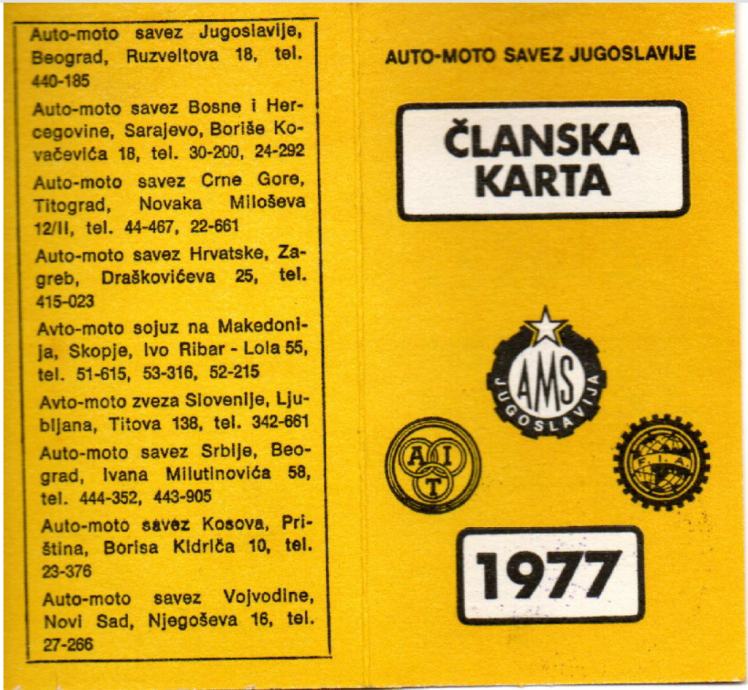 Auto-moto savez Jugoslavije,
Beograd, Ruzveltova 18, tel.
440-185
Auto-moto savez Bosne i Her-
cegovine, Sarajevo, Boriše Ko-
vačevića 18, tel. 30-200, 24-292
Auto-moto savez Crne Gore,
Titograd, Novaka Miloševa
12/II, tel. 44-467, 22-661
Auto-moto savez Hrvatske, Za-
greb, Draškovićeva 25, tel.
415-023
Avto-moto sojuz na Makedoni-
ja, Skopje, Ivo Ribar - Lola 55,
tel. 51-615, 53-316, 52-215
Avto-moto zveza Slovenije, Lju-
bljana, Titova 138, tel. 342-661
Auto-moto savez Srbije, Beo-
grad, Ivana Milutinovića 58,
tel. 444-352, 443-905
Auto-moto savez Kosova, Pri-
ština, Borisa Kidriča 10, tel.
23-376
Auto-moto savez Vojvodine,
Novi Sad, Njegoševa 16, tel.
27-266
AUTO-MOTO SAVEZ JUGOSLAVIJE
ČLANSKA
KARTA
AMS
JUGOSLAVIJA
AIT
F.I.A.
1977